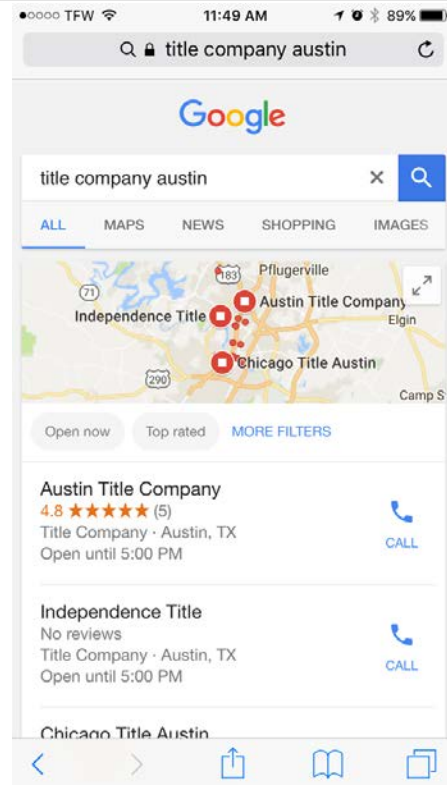 TFW 11:49 AM 89%
title company austin
Google
title company austin
ALL MAPS NEWS SHOPPING IMAGES
183 Pflugerville
71
Austin Title Company
Independence Title
Elgin
Chicago Title Austin
290
Camp S
Open now Top rated MORE FILTERS
Austin Title Company
4.8 ★★★★★ (5)
Title Company · Austin, TX
Open until 5:00 PM
CALL
Independence Title
No reviews
Title Company · Austin, TX
Open until 5:00 PM
CALL
Chicago Title Austin